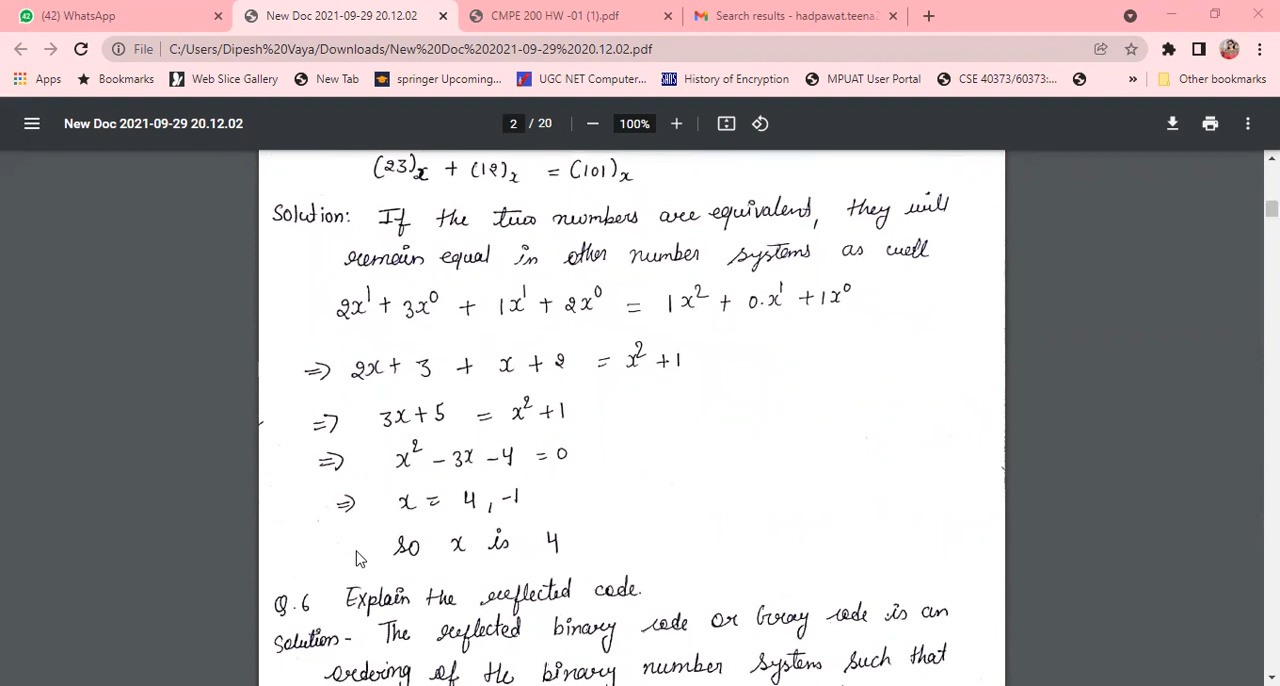 (42) WhatsApp
New Doc 2021-09-29 20.12.02
CMPE 200 HW -01 (1).pdf
Search results - hadpawat.teena
File C:/Users/Dipesh%20Vaya/Downloads/New%20Doc%202021-09-29%2020.12.02.pdf
Apps Bookmarks Web Slice Gallery New Tab springer Upcoming... UGC NET Computer... History of Encryption MPUAT User Portal CSE 40373/60373:... » Other bookmarks
New Doc 2021-09-29 20.12.02 2 / 20 100%
(23)x + (12)x = (101)x
Solution: If the two numbers are equivalent, they will
remain equal in other number systems as well
2x¹ + 3x⁰ + 1x¹ + 2x⁰ = 1x² + 0.x¹ + 1x⁰
⇒ 2x + 3 + x + 2 = x² + 1
⇒ 3x + 5 = x² + 1
⇒ x² - 3x - 4 = 0
⇒ x = 4, -1
So x is 4
Q.6 Explain the reflected code.
Solution - The reflected binary code or Gray code is an
ordering of the binary number system such that